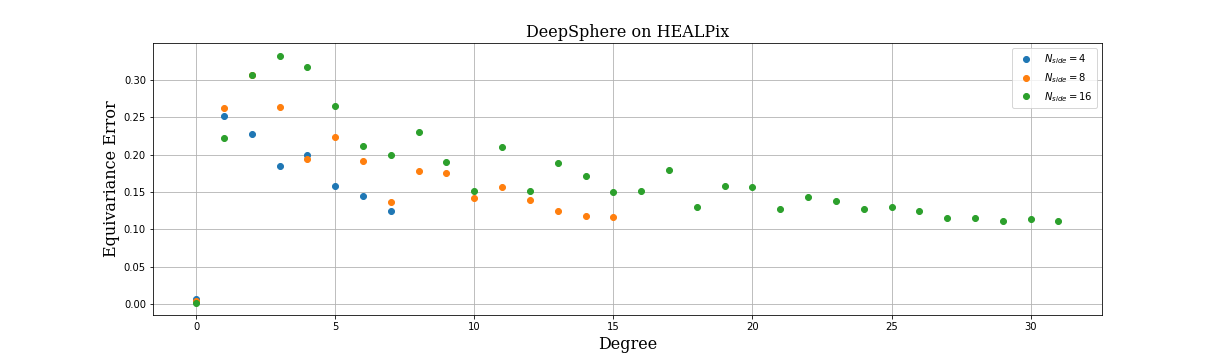 DeepSphere on HEALPix
N_side = 4
N_side = 8
N_side = 16
Equivariance Error
0.30
0.25
0.20
0.15
0.10
0.05
0.00
0 5 10 15 20 25 30
Degree